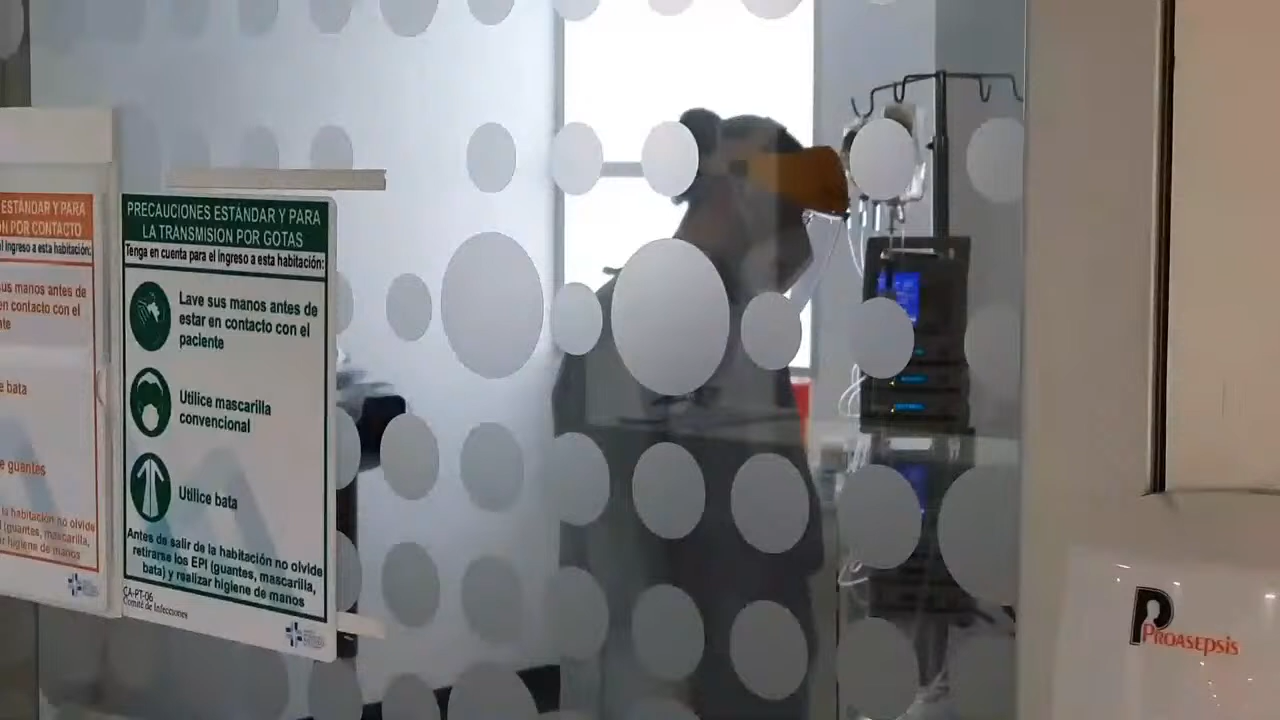 ESTÁNDAR Y PARA
POR CONTACTO
ingreso a esta habitación:
sus manos antes de
en contacto con el
bata
guantes
la habitación no olvide
(guantes, mascarilla,
higiene de manos
PRECAUCIONES ESTÁNDAR Y PARA
LA TRANSMISION POR GOTAS
Tenga en cuenta para el ingreso a esta habitación:
Lave sus manos antes de
estar en contacto con el
paciente
Utilice mascarilla
convencional
Utilice bata
Antes de salir de la habitación no olvide
retirarse los EPI (guantes, mascarilla,
bata) y realizar higiene de manos
CA-PT-06
Comité de Infecciones
PROASEPSIS